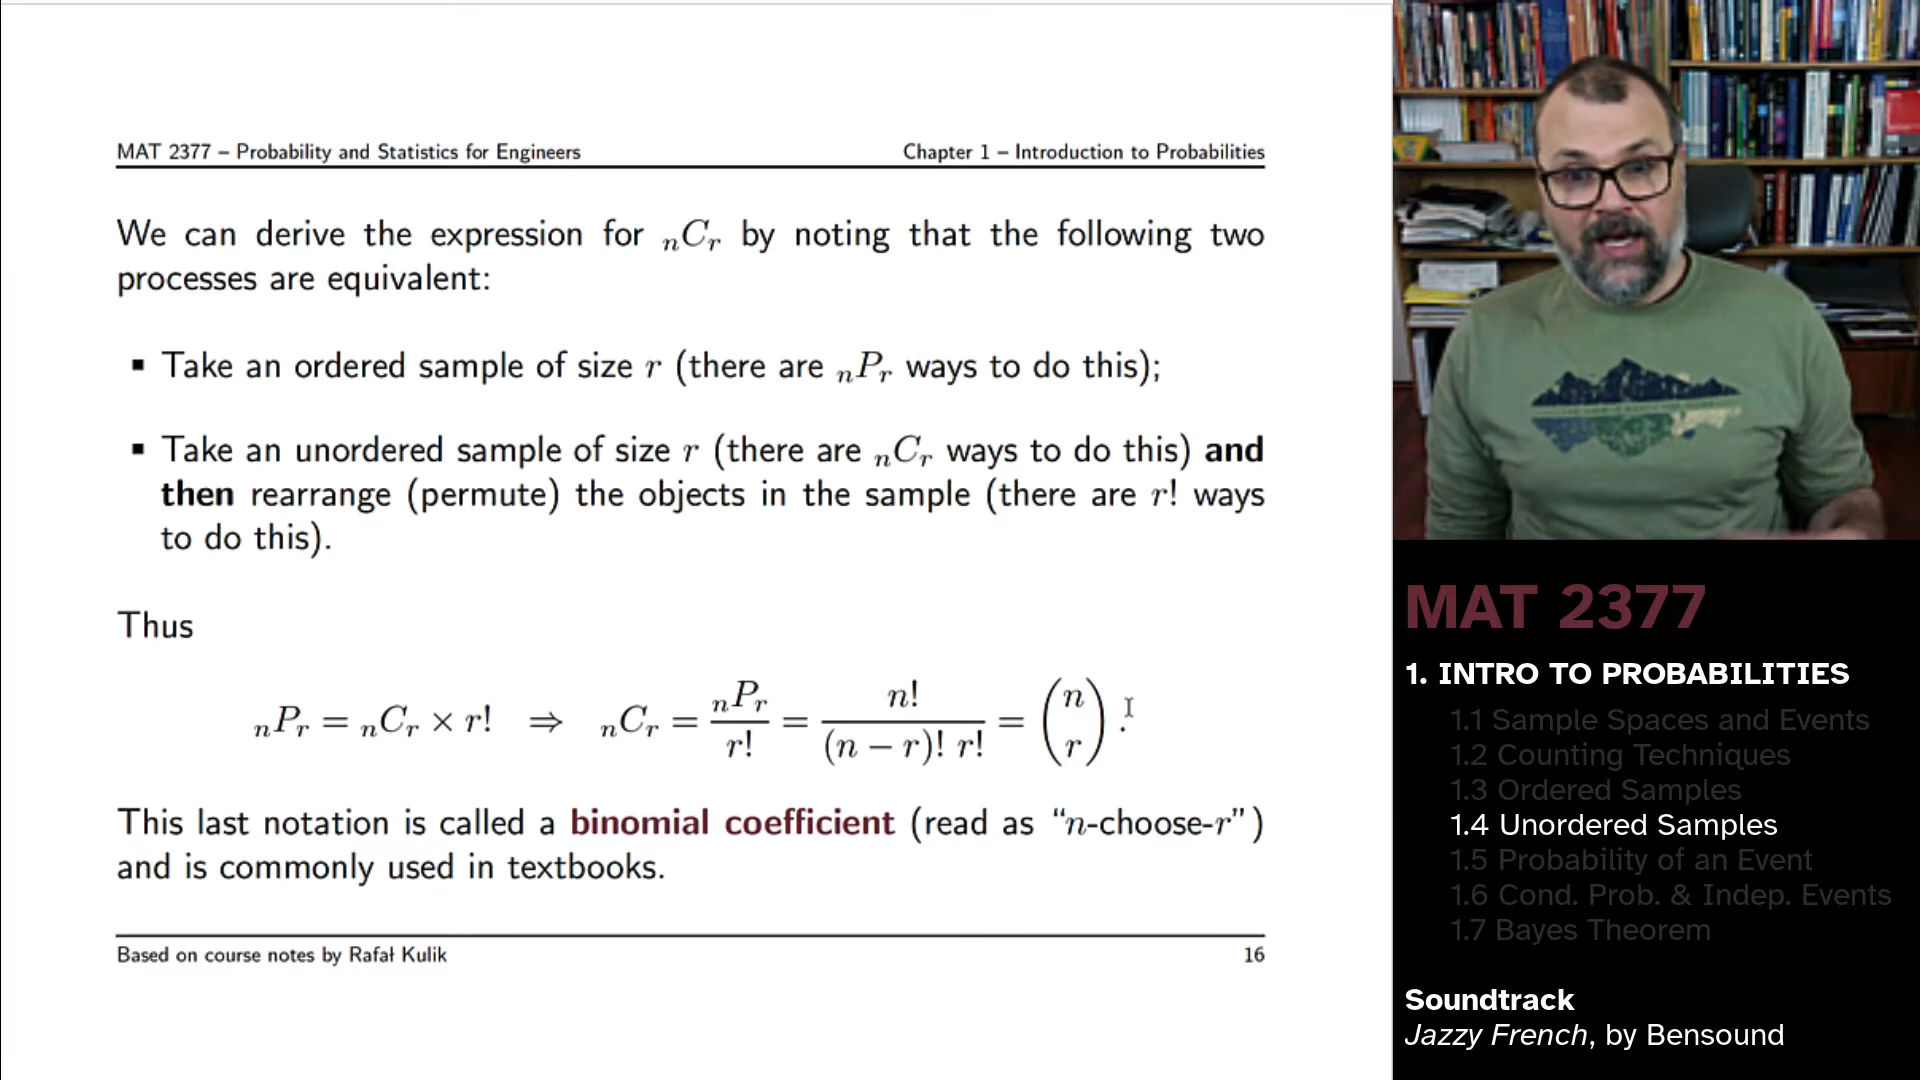 MAT 2377 – Probability and Statistics for Engineers
Chapter 1 – Introduction to Probabilities
We can derive the expression for ₙCᵣ by noting that the following two
processes are equivalent:
▪ Take an ordered sample of size r (there are ₙPᵣ ways to do this);
▪ Take an unordered sample of size r (there are ₙCᵣ ways to do this) and
then rearrange (permute) the objects in the sample (there are r! ways
to do this).
Thus
ₙPᵣ = ₙCᵣ × r! ⇒ ₙCᵣ = ₙPᵣ / r! = n! / (n − r)! r! = (n r).
This last notation is called a binomial coefficient (read as “n-choose-r”)
and is commonly used in textbooks.
Based on course notes by Rafał Kulik
16
MAT 2377
1. INTRO TO PROBABILITIES
1.1 Sample Spaces and Events
1.2 Counting Techniques
1.3 Ordered Samples
1.4 Unordered Samples
1.5 Probability of an Event
1.6 Cond. Prob. & Indep. Events
1.7 Bayes Theorem
Soundtrack
Jazzy French, by Bensound